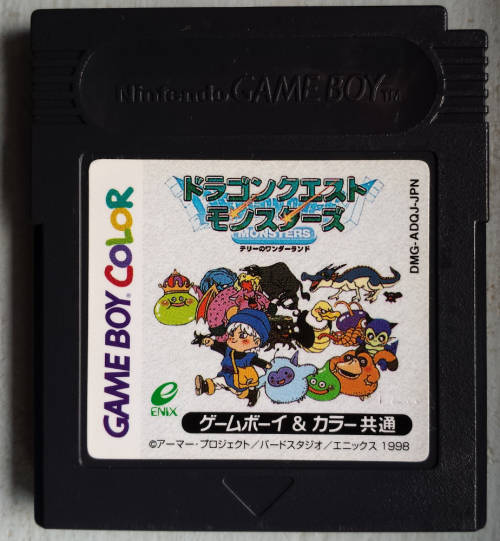 Nintendo GAME BOY™
GAME BOY COLOR
ドラゴンクエスト
モンスターズ
MONSTERS
テリーのワンダーランド
DMG-ADQJ-JPN
ENIX
ゲームボーイ & カラー共通
©アーマー・プロジェクト/バードスタジオ/エニックス 1998